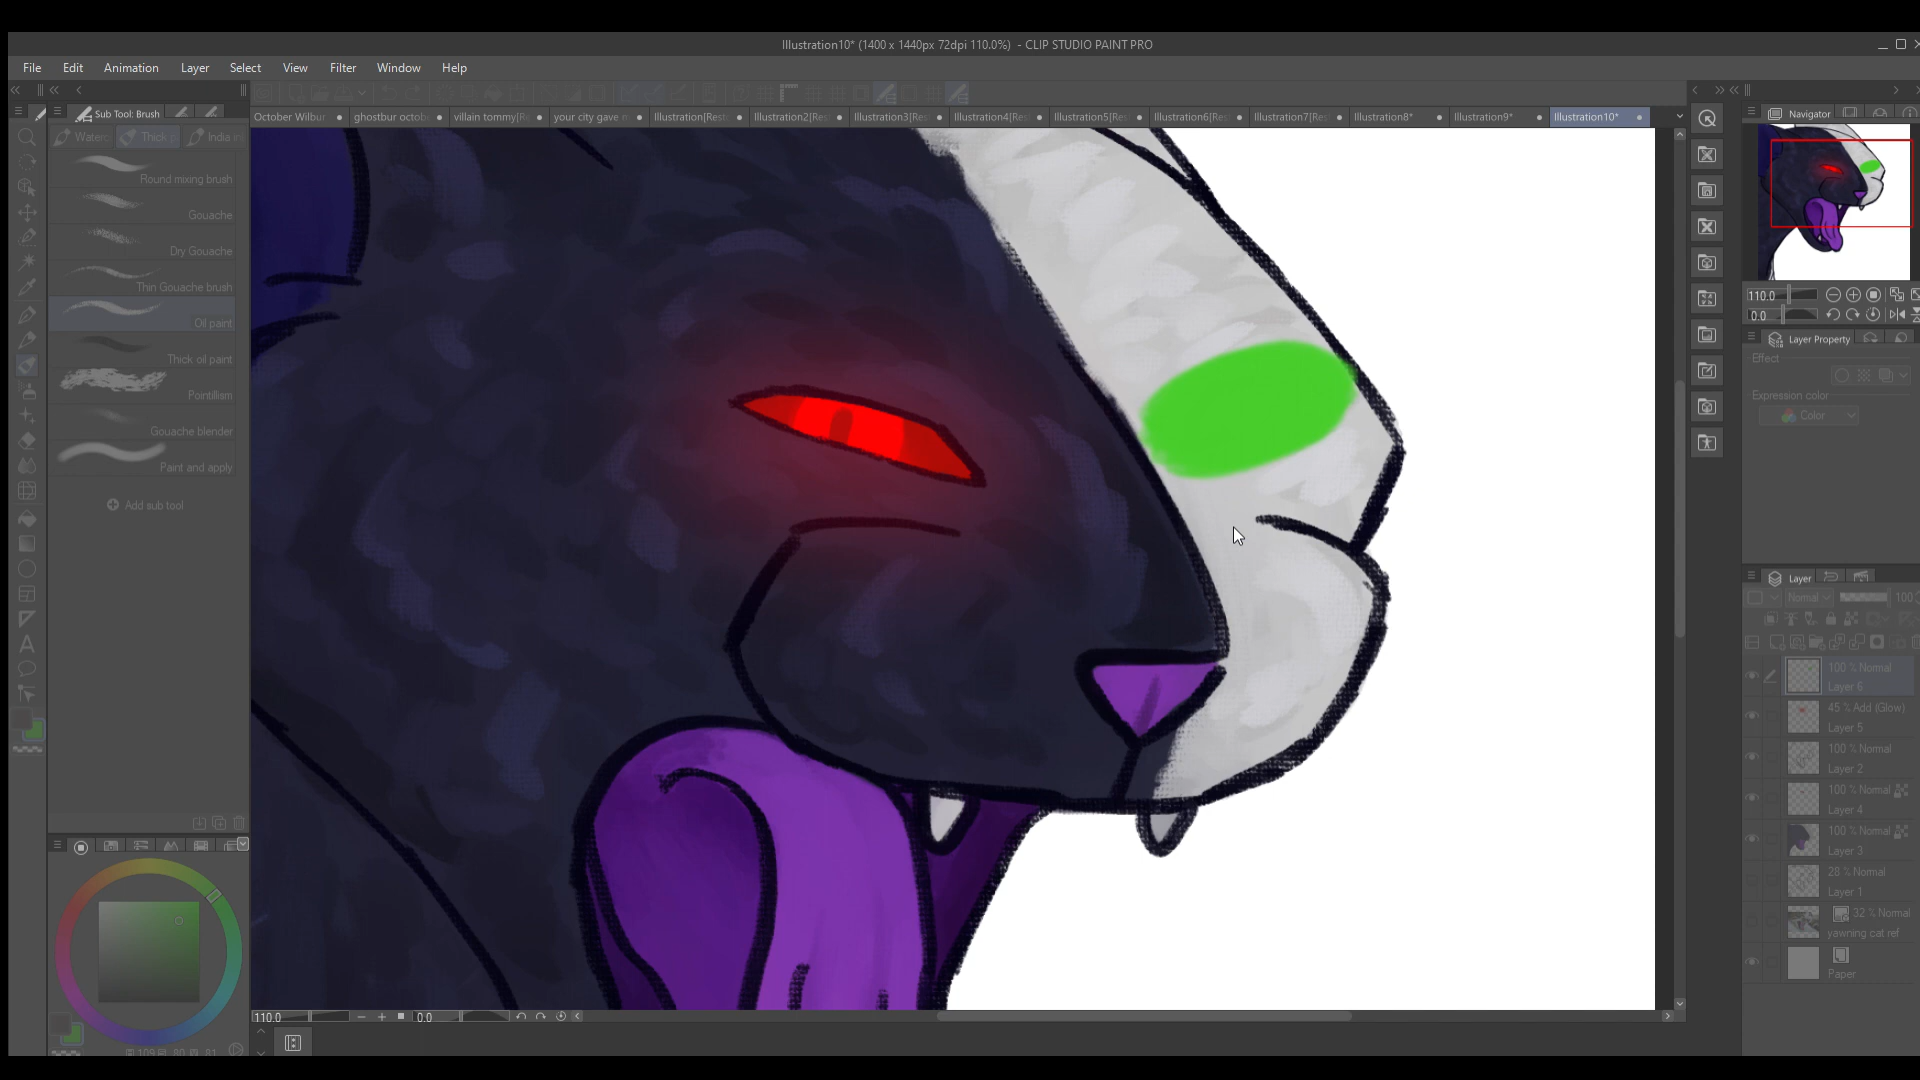 Illustration10* (1400 x 1440px 72dpi 110.0%) - CLIP STUDIO PAINT PRO
File Edit Animation Layer Select View Filter Window Help
Sub Tool: Brush
Thick India in
October Wilbur ghostbur octob villain tommy[Re your city gave m Illustration[Rest Illustration2[Res Illustration3[Res Illustration4[Res Illustration5[Res Illustration6[Res Illustration7[Res Illustration8* Illustration9* Illustration10*
Round mixing brush
Gouache
Dry Gouache
Thin Gouache brush
Oil paint
Thick oil paint
Pointillism
Gouache blender
Paint and apply
Add sub tool
110.0 0.0
Navigator
110.0
0.0
Layer Property
Effect
Expression color
Color
Layer
Normal 100
100 % Normal
Layer 6
45 % Add (Glow)
Layer 5
100 % Normal
Layer 2
100 % Normal
Layer 4
100 % Normal
Layer 3
28 % Normal
Layer 1
32 % Normal
yawning cat ref
Paper